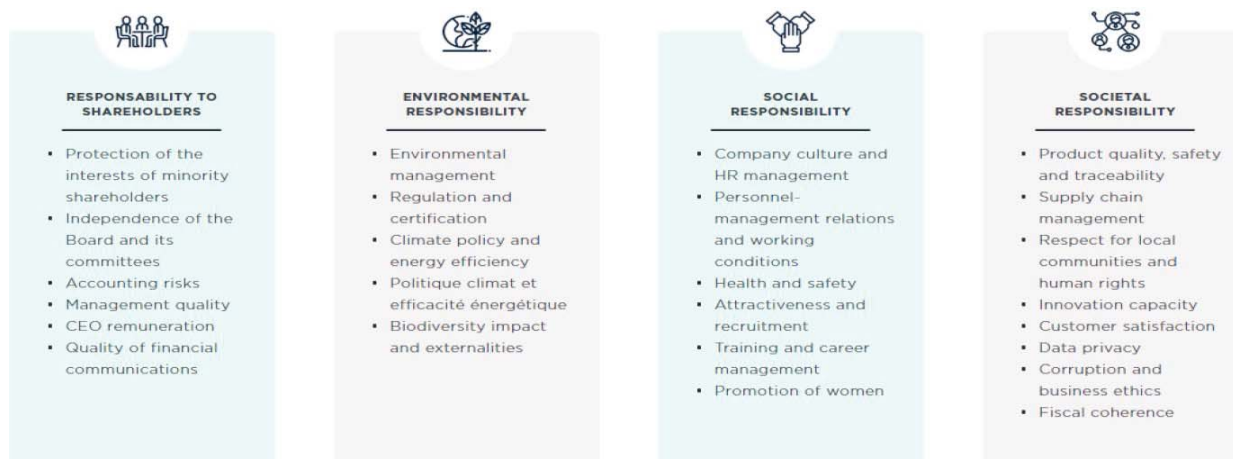 RESPONSABILITY TO
SHAREHOLDERS
▪ Protection of the
interests of minority
shareholders
▪ Independence of the
Board and its
committees
▪ Accounting risks
▪ Management quality
▪ CEO remuneration
▪ Quality of financial
communications
ENVIRONMENTAL
RESPONSIBILITY
▪ Environmental
management
▪ Regulation and
certification
▪ Climate policy and
energy efficiency
▪ Politique climat et
efficacité énergétique
▪ Biodiversity impact
and externalities
SOCIAL
RESPONSIBILITY
▪ Company culture and
HR management
▪ Personnel-
management relations
and working
conditions
▪ Health and safety
▪ Attractiveness and
recruitment
▪ Training and career
management
▪ Promotion of women
SOCIETAL
RESPONSIBILITY
▪ Product quality, safety
and traceability
▪ Supply chain
management
▪ Respect for local
communities and
human rights
▪ Innovation capacity
▪ Customer satisfaction
▪ Data privacy
▪ Corruption and
business ethics
▪ Fiscal coherence